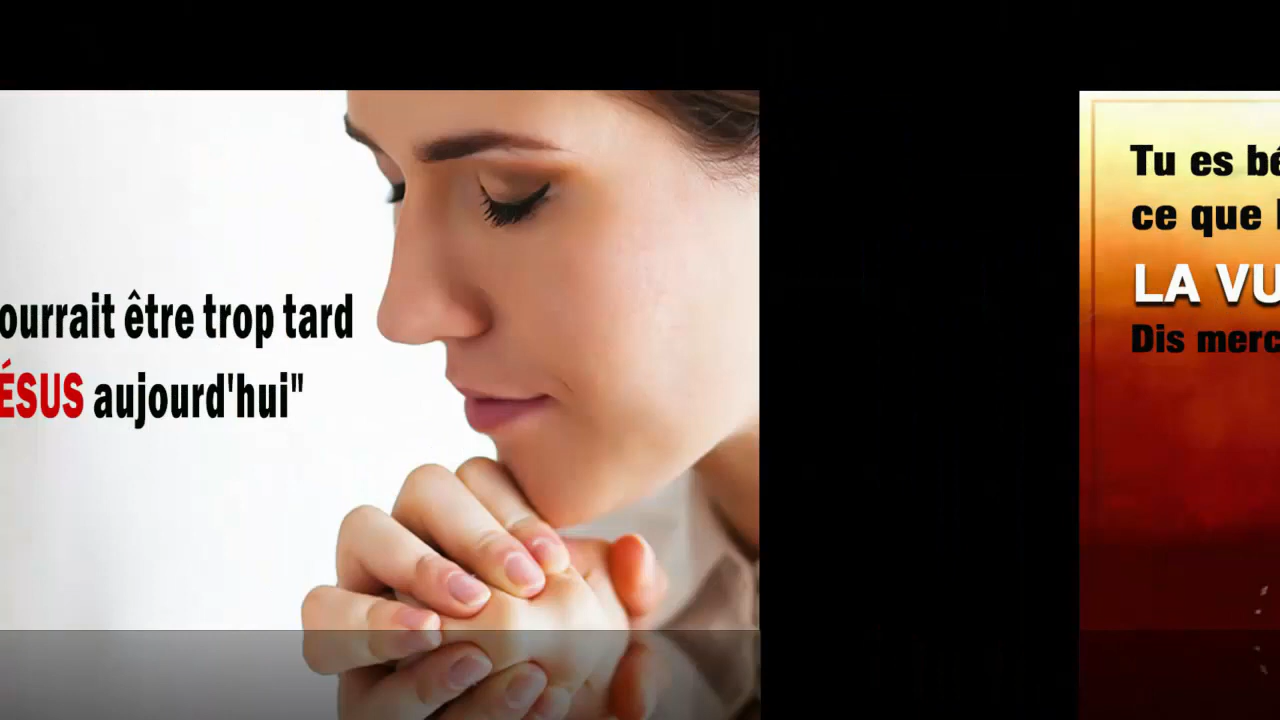 ourrait être trop tard
ÉSUS aujourd'hui"
Tu es bé
ce que
LA VU
Dis merc